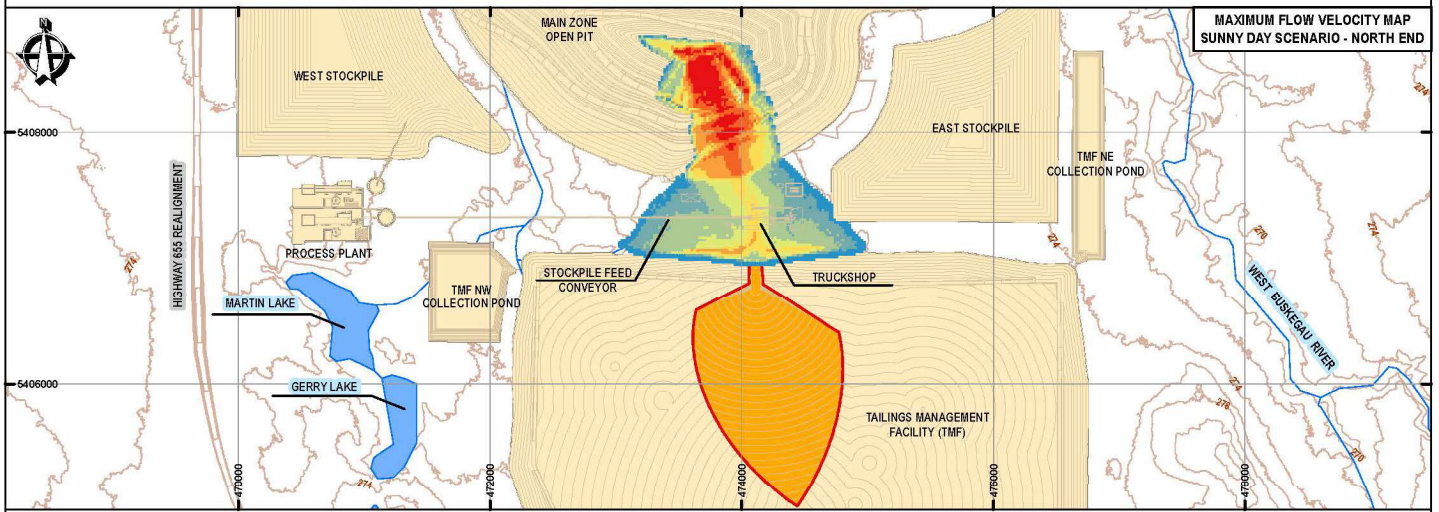 N
MAXIMUM FLOW VELOCITY MAP
SUNNY DAY SCENARIO - NORTH END
MAIN ZONE
OPEN PIT
WEST STOCKPILE
274
5408000
EAST STOCKPILE
TMF NE
COLLECTION POND
HIGHWAY 655 REALIGNMENT
276
274
274
274
PROCESS PLANT
STOCKPILE FEED
CONVEYOR
TRUCKSHOP
TMF NW
COLLECTION POND
MARTIN LAKE
WEST BUSKEGAU RIVER
5406000
GERRY LAKE
274
276
TAILINGS MANAGEMENT
FACILITY (TMF)
270
274
470000
472000
474000
476000
478000